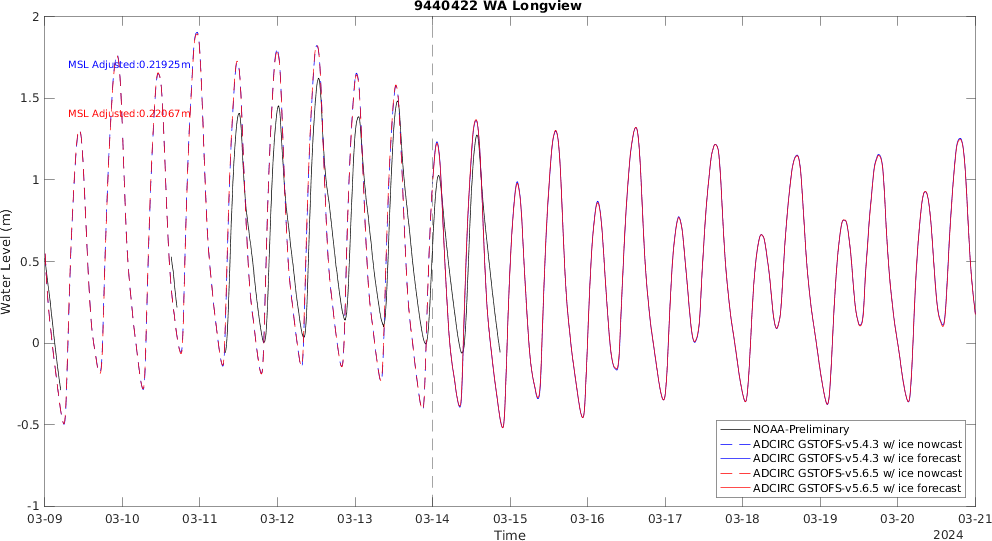 9440422 WA Longview
2
MSL Adjusted:0.21925m
1.5
MSL Adjusted:0.22067m
1
Water Level (m)
0.5
0
-0.5
-1
NOAA-Preliminary
ADCIRC GSTOFS-v5.4.3 w/ ice nowcast
ADCIRC GSTOFS-v5.4.3 w/ ice forecast
ADCIRC GSTOFS-v5.6.5 w/ ice nowcast
ADCIRC GSTOFS-v5.6.5 w/ ice forecast
03-09 03-10 03-11 03-12 03-13 03-14 03-15 03-16 03-17 03-18 03-19 03-20 03-21
Time
2024